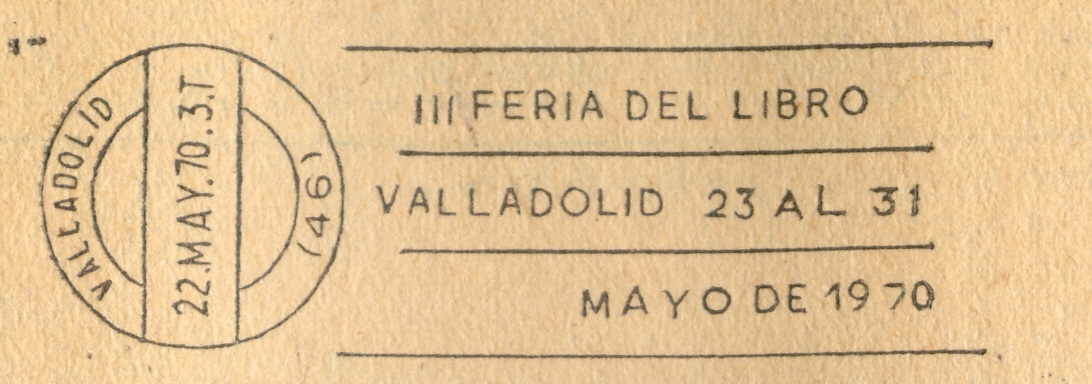 VALLADOLID
22.MAY.70.3.T
(46)
III FERIA DEL LIBRO
VALLADOLID 23 AL 31
MAYO DE 1970